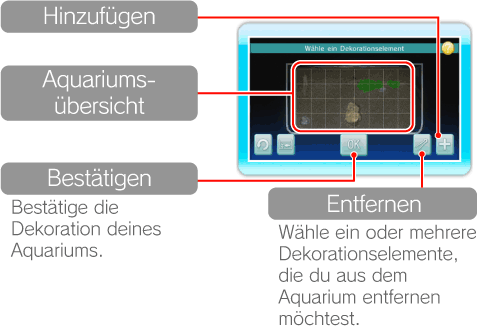 Hinzufügen
Wähle ein Dekorationselement
?
Aquariums-
übersicht
OK
Bestätigen
Bestätige die
Dekoration deines
Aquariums.
Entfernen
Wähle ein oder mehrere
Dekorationselemente,
die du aus dem
Aquarium entfernen
möchtest.